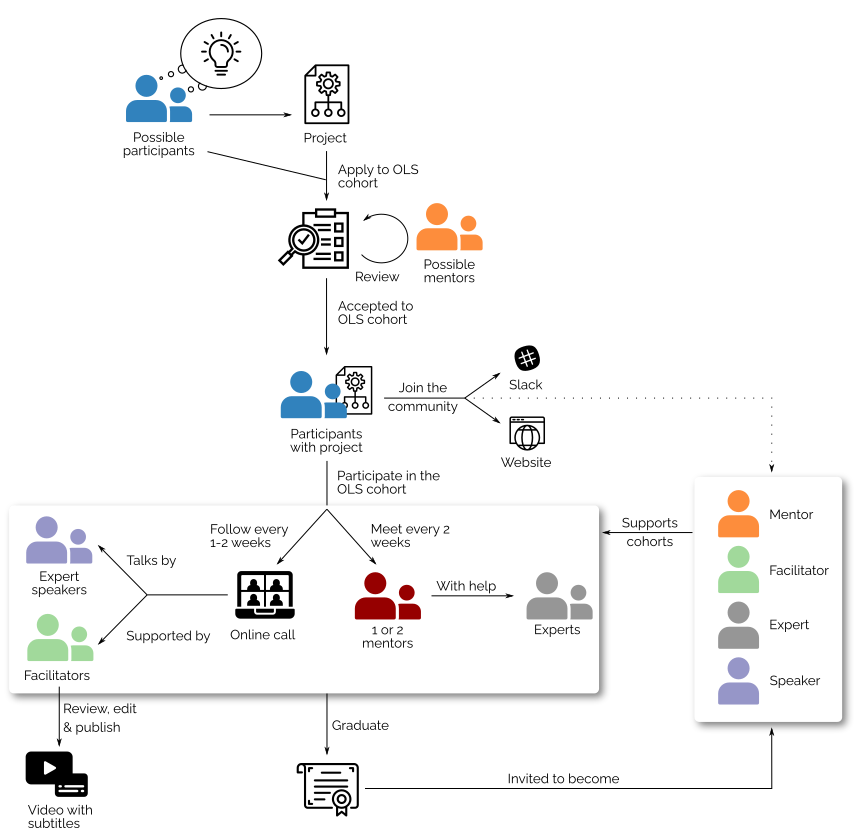 Possible
participants
Project
Apply to OLS
cohort
Review
Possible
mentors
Accepted to
OLS cohort
Participants
with project
Join the
community
Slack
Website
Participate in the
OLS cohort
Follow every
1-2 weeks
Meet every 2
weeks
Expert
speakers
Talks by
Supported by
Facilitators
Online call
1 or 2
mentors
With help
Experts
Supports
cohorts
Mentor
Facilitator
Expert
Speaker
Review, edit
& publish
Video with
subtitles
Graduate
Invited to become